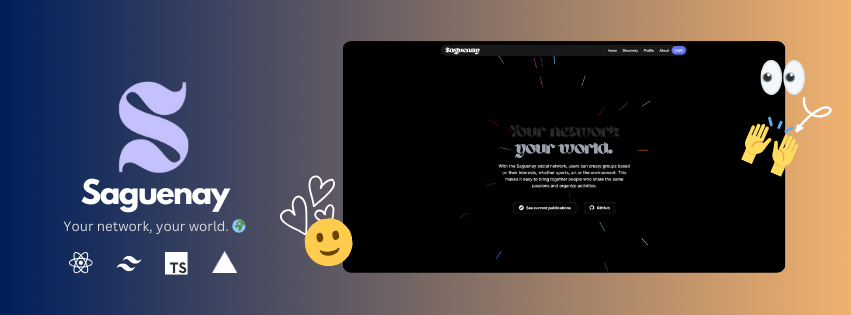 S
Saguenay
Your network, your world.
TS
Saguenay
Home Discovery Profile About Login
Your network
your world.
With the Saguenay social network, users can create groups based
on their interests, whether sports, art or the environment. This
makes it easy to bring together people who share the same
passions and organize activities.
See current publications GitHub